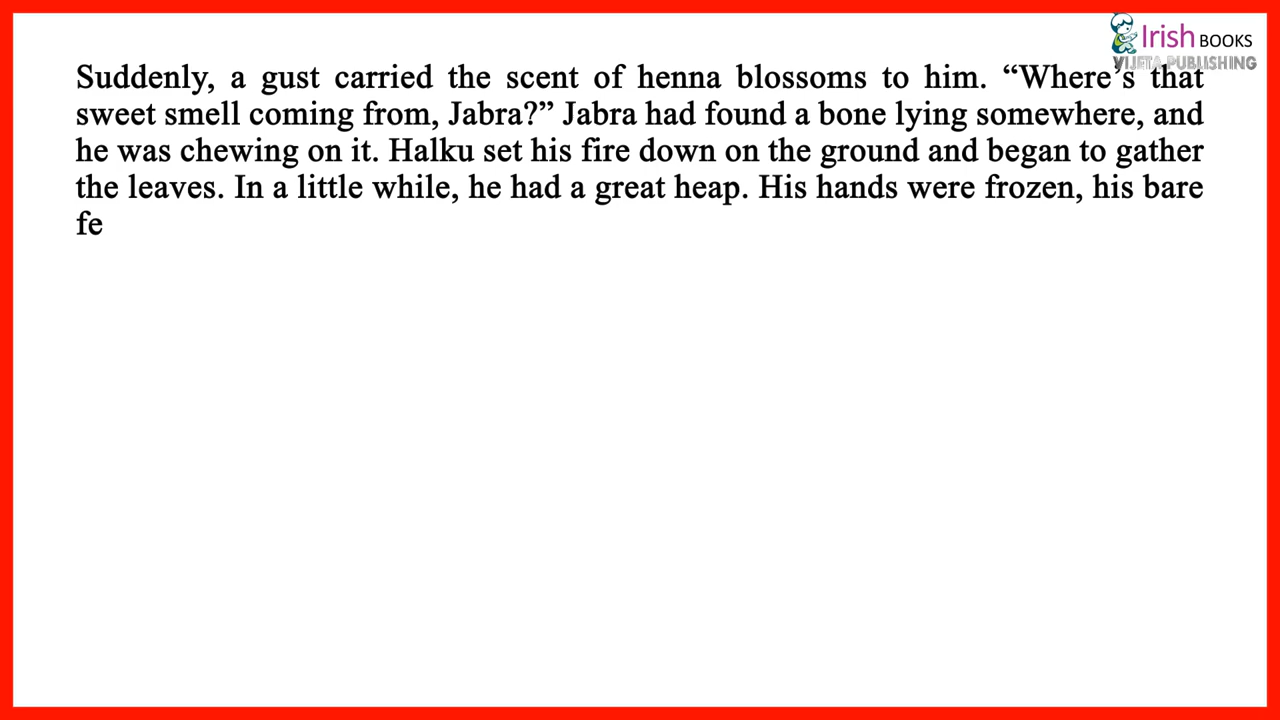 Irish BOOKS
VIJETA PUBLISHING
Suddenly, a gust carried the scent of henna blossoms to him. “Where’s that
sweet smell coming from, Jabra?” Jabra had found a bone lying somewhere, and
he was chewing on it. Halku set his fire down on the ground and began to gather
the leaves. In a little while, he had a great heap. His hands were frozen, his bare
fe